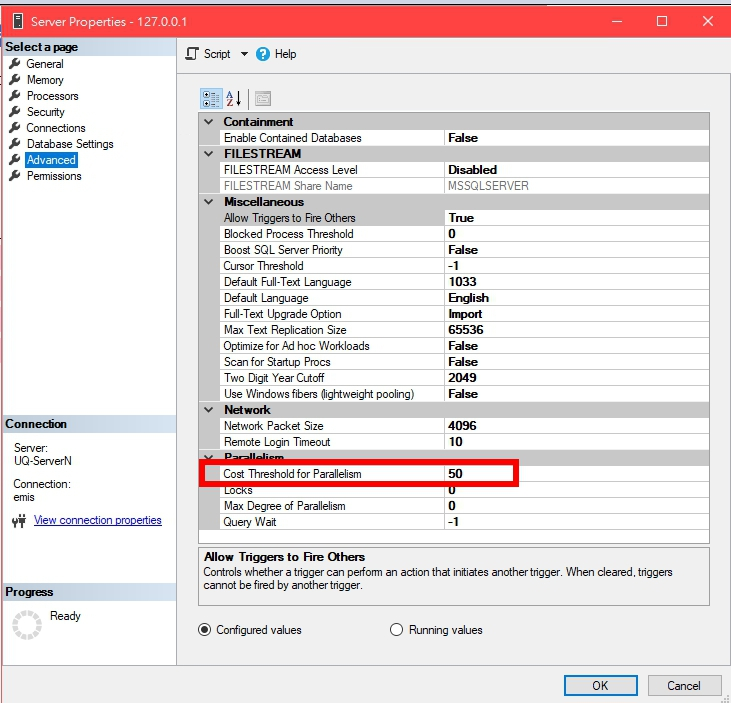 Server Properties - 127.0.0.1
Select a page
General
Memory
Processors
Security
Connections
Database Settings
Advanced
Permissions
Script
Help
Containment
Enable Contained Databases False
FILESTREAM
FILESTREAM Access Level Disabled
FILESTREAM Share Name MSSQLSERVER
Miscellaneous
Allow Triggers to Fire Others True
Blocked Process Threshold 0
Boost SQL Server Priority False
Cursor Threshold -1
Default Full-Text Language 1033
Default Language English
Full-Text Upgrade Option Import
Max Text Replication Size 65536
Optimize for Ad hoc Workloads False
Scan for Startup Procs False
Two Digit Year Cutoff 2049
Use Windows fibers (lightweight pooling) False
Network
Network Packet Size 4096
Remote Login Timeout 10
Parallelism
Cost Threshold for Parallelism 50
Locks 0
Max Degree of Parallelism 0
Query Wait -1
Allow Triggers to Fire Others
Controls whether a trigger can perform an action that initiates another trigger. When cleared, triggers
cannot be fired by another trigger.
Configured values
Running values
Connection
Server:
UQ-ServerN
Connection:
emis
View connection properties
Progress
Ready
OK
Cancel